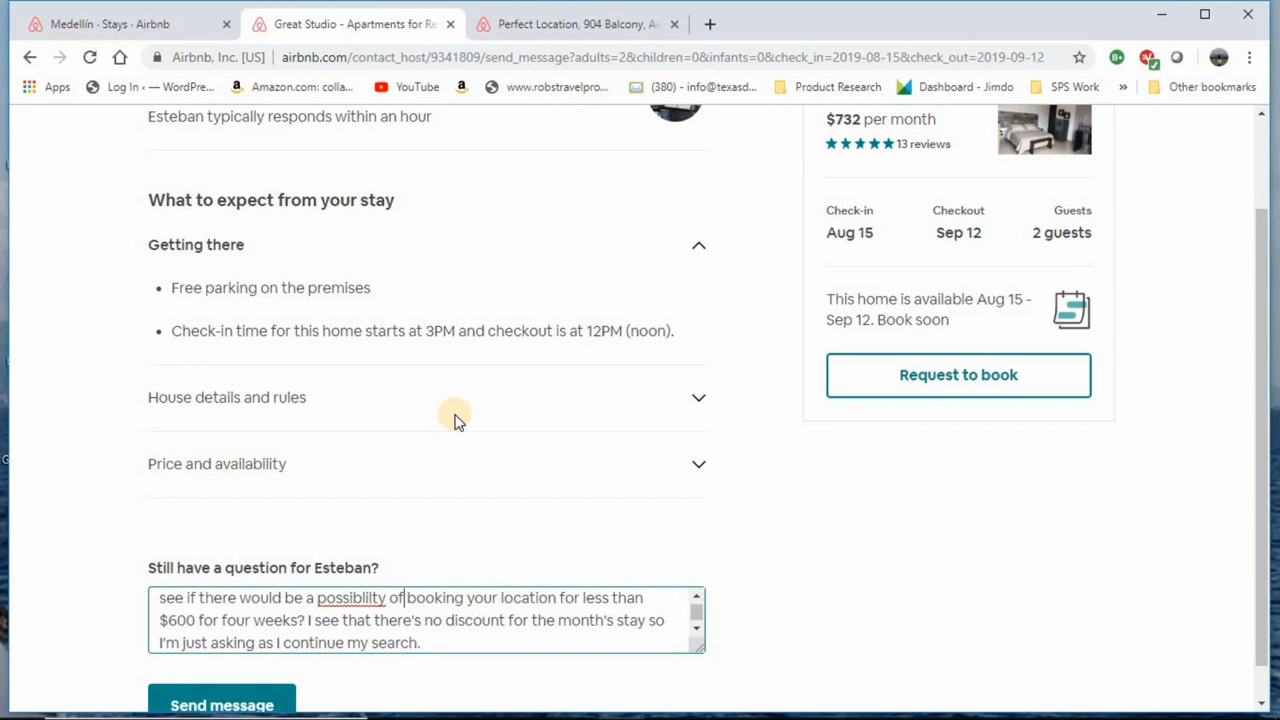 Medellín · Stays · Airbnb
Great Studio - Apartments for Re
Perfect Location, 904 Balcony, Ai
Airbnb, Inc. [US]
airbnb.com/contact_host/9341809/send_message?adults=2&children=0&infants=0&check_in=2019-08-15&check_out=2019-09-12
Apps
Log In ‹ — WordPre...
Amazon.com: colla...
YouTube
www.robstravelpro...
(380) - info@texasd...
Product Research
Dashboard - Jimdo
SPS Work
»
Other bookmarks
Esteban typically responds within an hour
What to expect from your stay
Getting there
• Free parking on the premises
• Check-in time for this home starts at 3PM and checkout is at 12PM (noon).
House details and rules
Price and availability
Still have a question for Esteban?
see if there would be a possiblilty of booking your location for less than
$600 for four weeks? I see that there's no discount for the month's stay so
I'm just asking as I continue my search.
Send message
$732 per month
13 reviews
Check-in
Checkout
Guests
Aug 15
Sep 12
2 guests
This home is available Aug 15 -
Sep 12. Book soon
Request to book